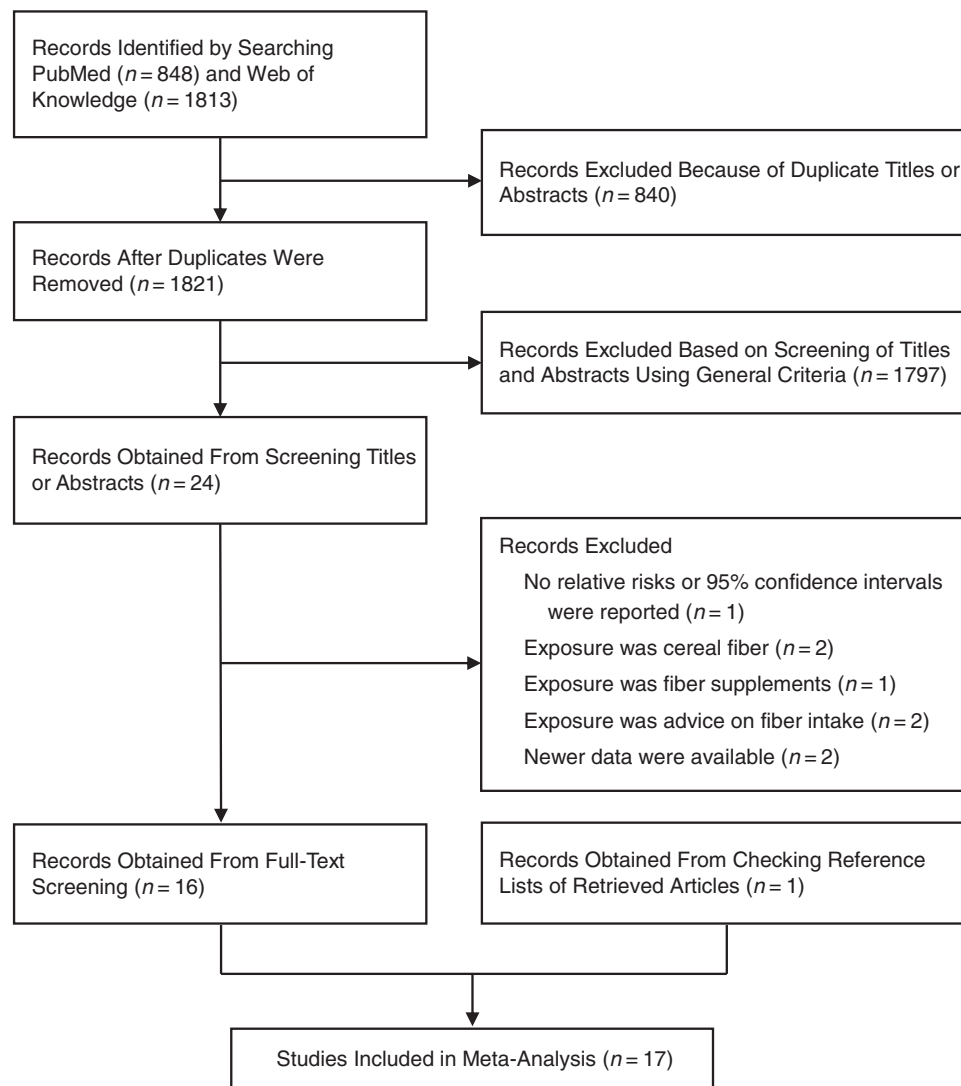 Records Identified by Searching
PubMed (n = 848) and Web of
Knowledge (n = 1813)
Records Excluded Because of Duplicate Titles or
Abstracts (n = 840)
Records After Duplicates Were
Removed (n = 1821)
Records Excluded Based on Screening of Titles
and Abstracts Using General Criteria (n = 1797)
Records Obtained From Screening Titles
or Abstracts (n = 24)
Records Excluded
No relative risks or 95% confidence intervals
were reported (n = 1)
Exposure was cereal fiber (n = 2)
Exposure was fiber supplements (n = 1)
Exposure was advice on fiber intake (n = 2)
Newer data were available (n = 2)
Records Obtained From Full-Text
Screening (n = 16)
Records Obtained From Checking Reference
Lists of Retrieved Articles (n = 1)
Studies Included in Meta-Analysis (n = 17)